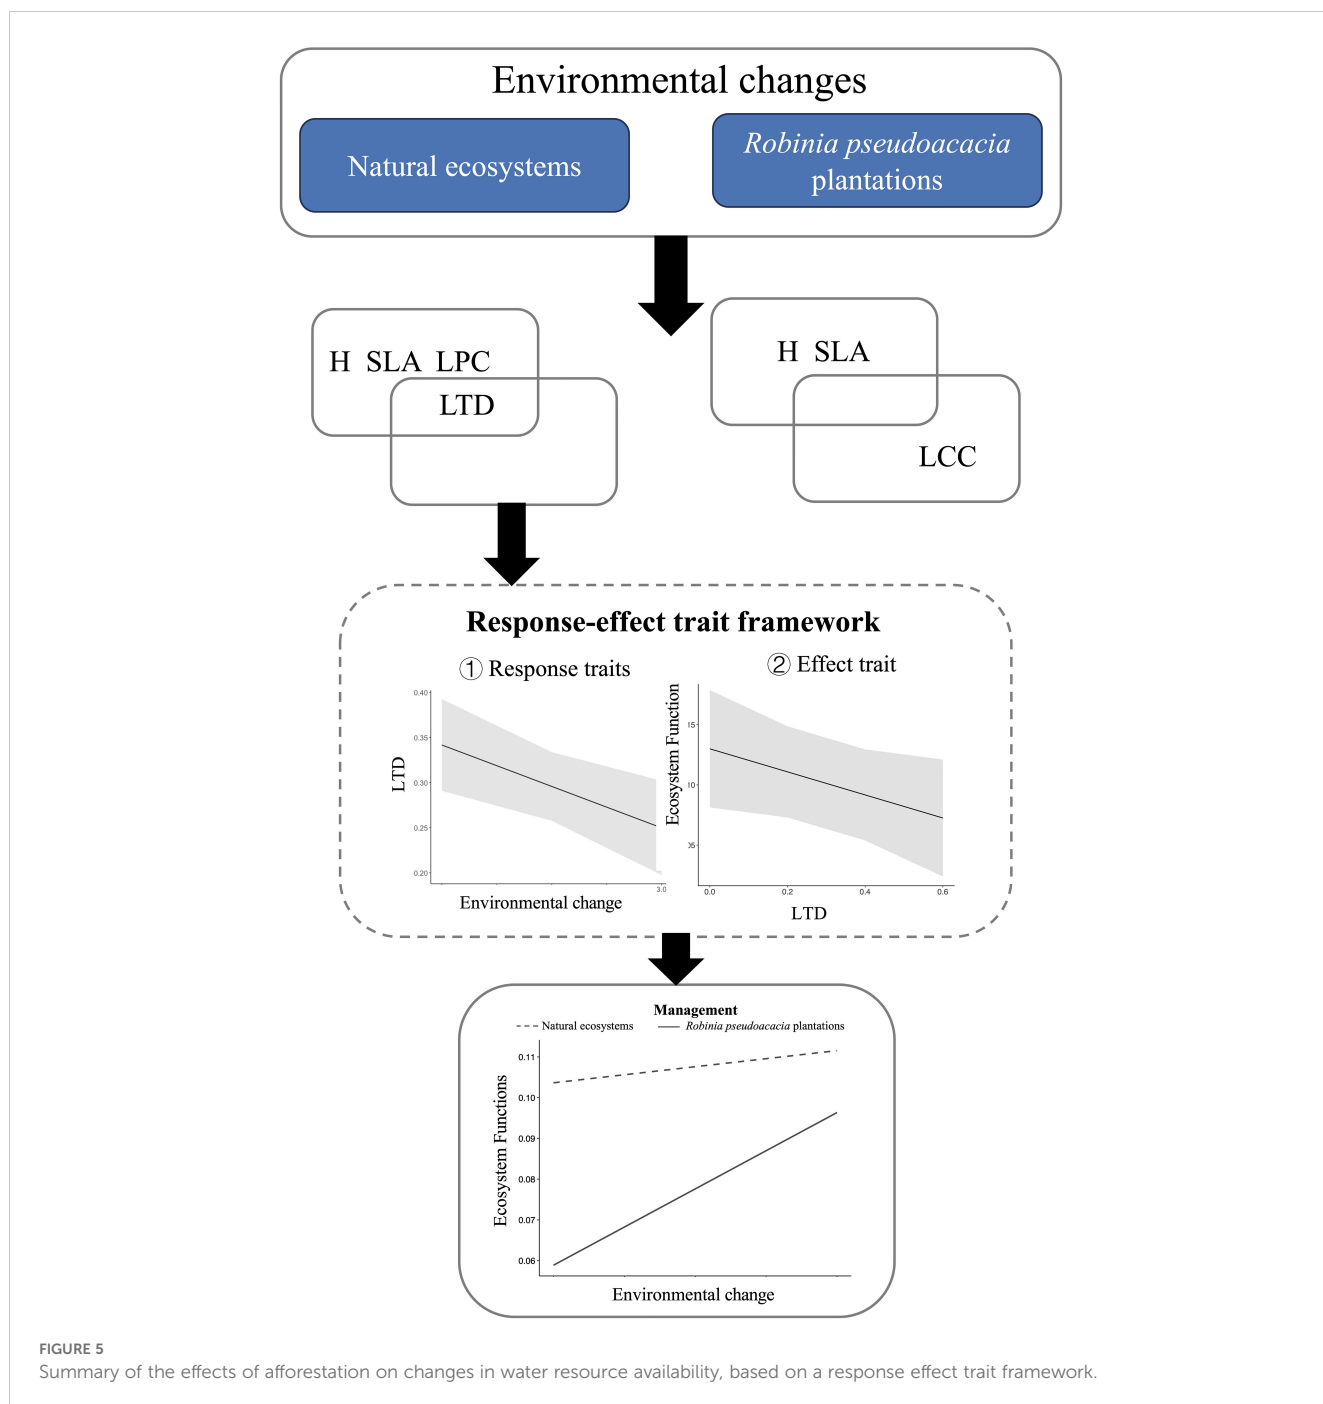 Environmental changes
Natural ecosystems
Robinia pseudoacacia
plantations
H SLA LPC
LTD
H SLA
LCC
Response-effect trait framework
① Response traits
0.40
0.35
0.30
0.25
0.20
LTD
3.0
Environmental change
② Effect trait
Ecosystem Function
15
10
05
0.0 0.2 0.4 0.6
LTD
Management
Natural ecosystems Robinia pseudoacacia plantations
0.11
0.10
0.09
0.08
0.07
0.06
Ecosystem Functions
Environmental change
FIGURE 5
Summary of the effects of afforestation on changes in water resource availability, based on a response effect trait framework.